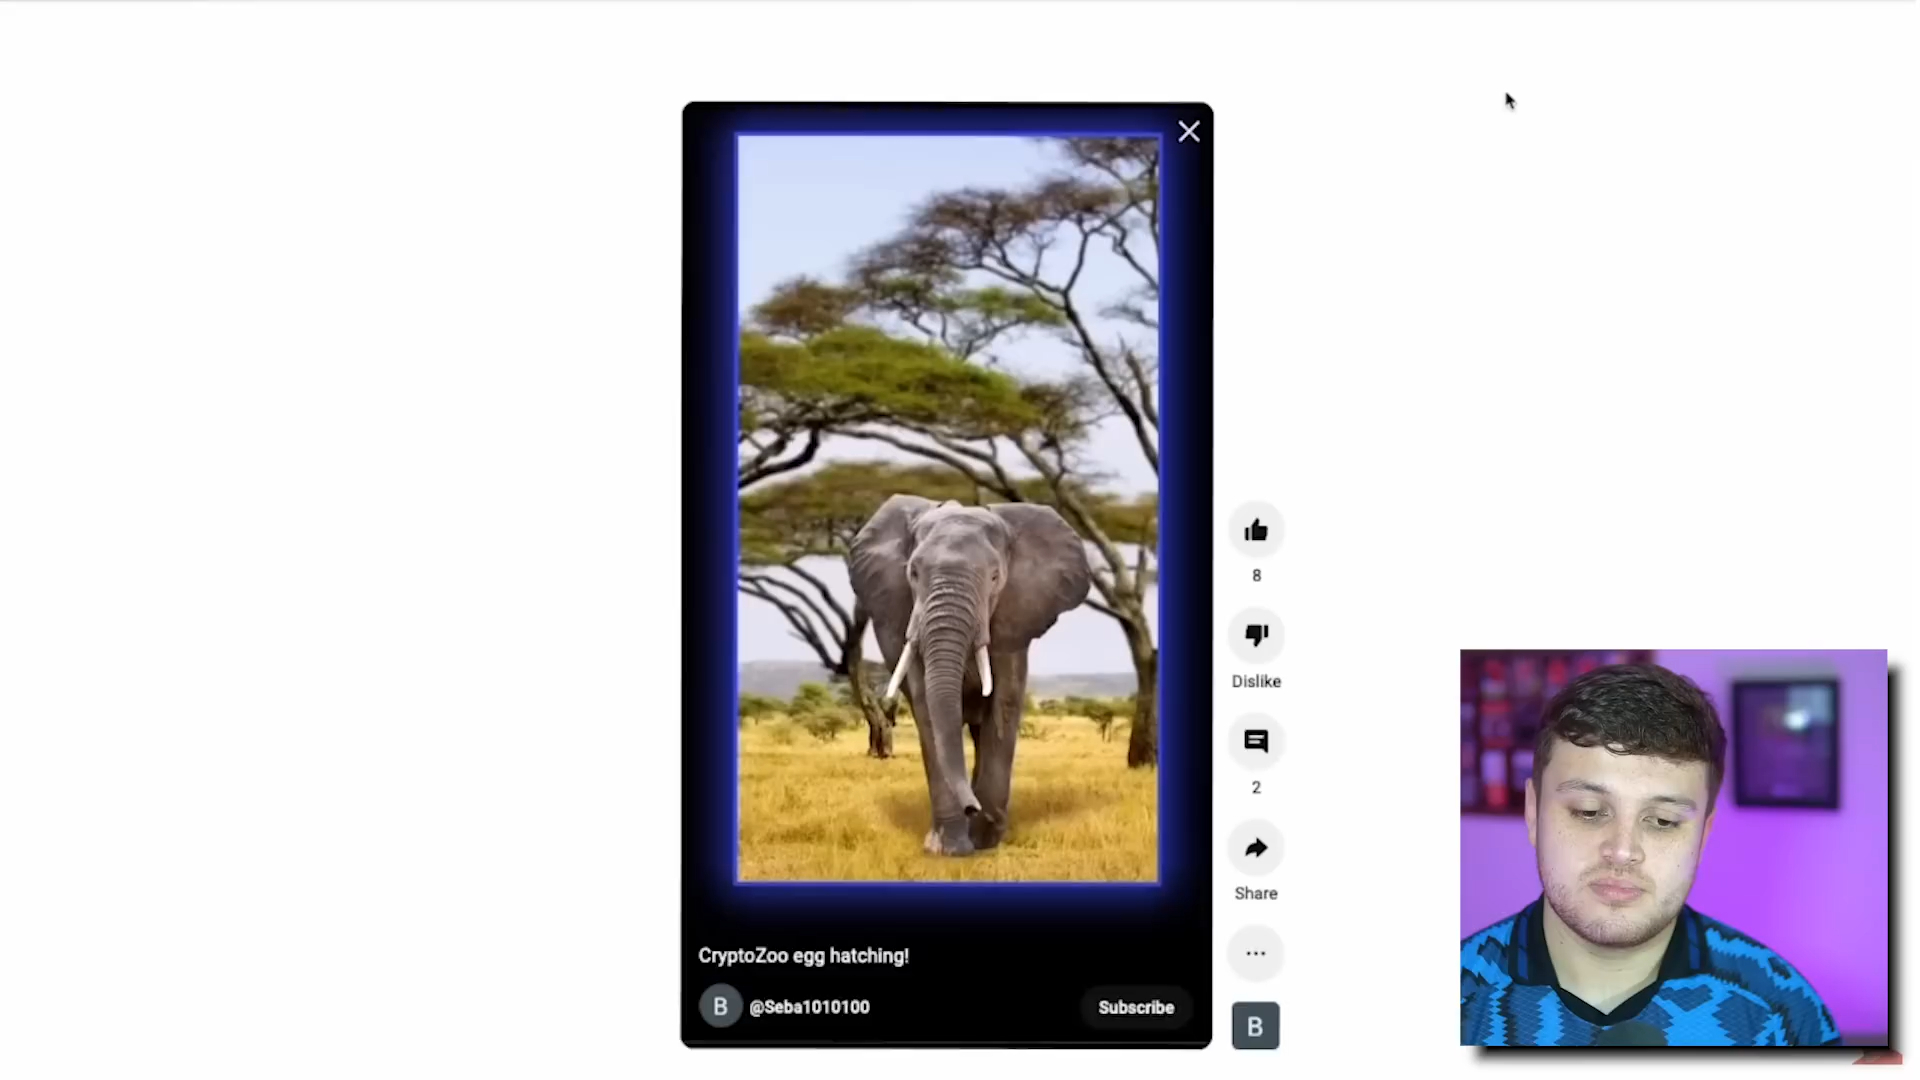 8
Dislike
2
Share
CryptoZoo egg hatching!
B @Seba1010100 Subscribe
B